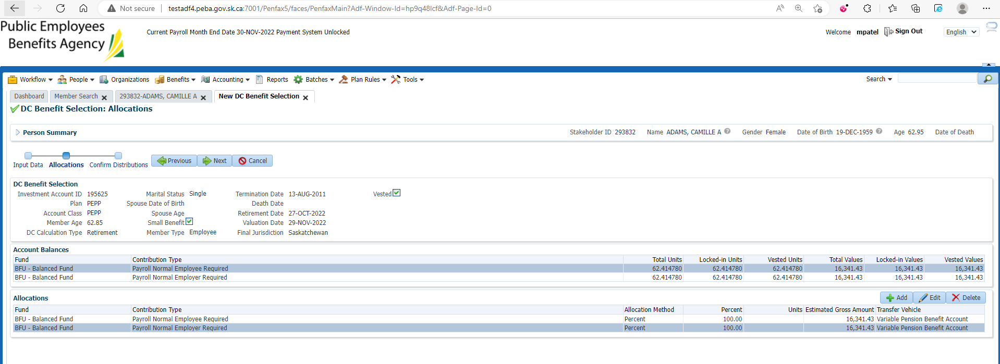 Not secure | testadf4.peba.gov.sk.ca:7001/Penfax5/faces/PenfaxMain?Adf-Window-Id=hp9q48lcf&Adf-Page-Id=0
Public Employees
Benefits Agency
Current Payroll Month End Date 30-NOV-2022 Payment System Unlocked
Welcome mpatel Sign Out English
Workflow People Organizations Benefits Accounting Reports Batches Plan Rules Tools Search
Dashboard Member Search 293832-ADAMS, CAMILLE A New DC Benefit Selection
DC Benefit Selection: Allocations
Person Summary Stakeholder ID 293832 Name ADAMS, CAMILLE A Gender Female Date of Birth 19-DEC-1959 Age 62.95 Date of Death
Input Data Allocations Confirm Distributions Previous Next Cancel
DC Benefit Selection
Investment Account ID 195625 Marital Status Single Termination Date 13-AUG-2011 Vested
Plan PEPP Spouse Date of Birth Death Date
Account Class PEPP Spouse Age Retirement Date 27-OCT-2022
Member Age 62.85 Small Benefit Valuation Date 29-NOV-2022
DC Calculation Type Retirement Member Type Employee Final Jurisdiction Saskatchewan
Account Balances
Fund Contribution Type Total Units Locked-in Units Vested Units Total Values Locked-in Values Vested Values
BFU - Balanced Fund Payroll Normal Employee Required 62.414780 62.414780 62.414780 16,341.43 16,341.43 16,341.43
BFU - Balanced Fund Payroll Normal Employer Required 62.414780 62.414780 62.414780 16,341.43 16,341.43 16,341.43
Allocations Add Edit Delete
Fund Contribution Type Allocation Method Percent Units Estimated Gross Amount Transfer Vehicle
BFU - Balanced Fund Payroll Normal Employee Required Percent 100.00 16,341.43 Variable Pension Benefit Account
BFU - Balanced Fund Payroll Normal Employer Required Percent 100.00 16,341.43 Variable Pension Benefit Account